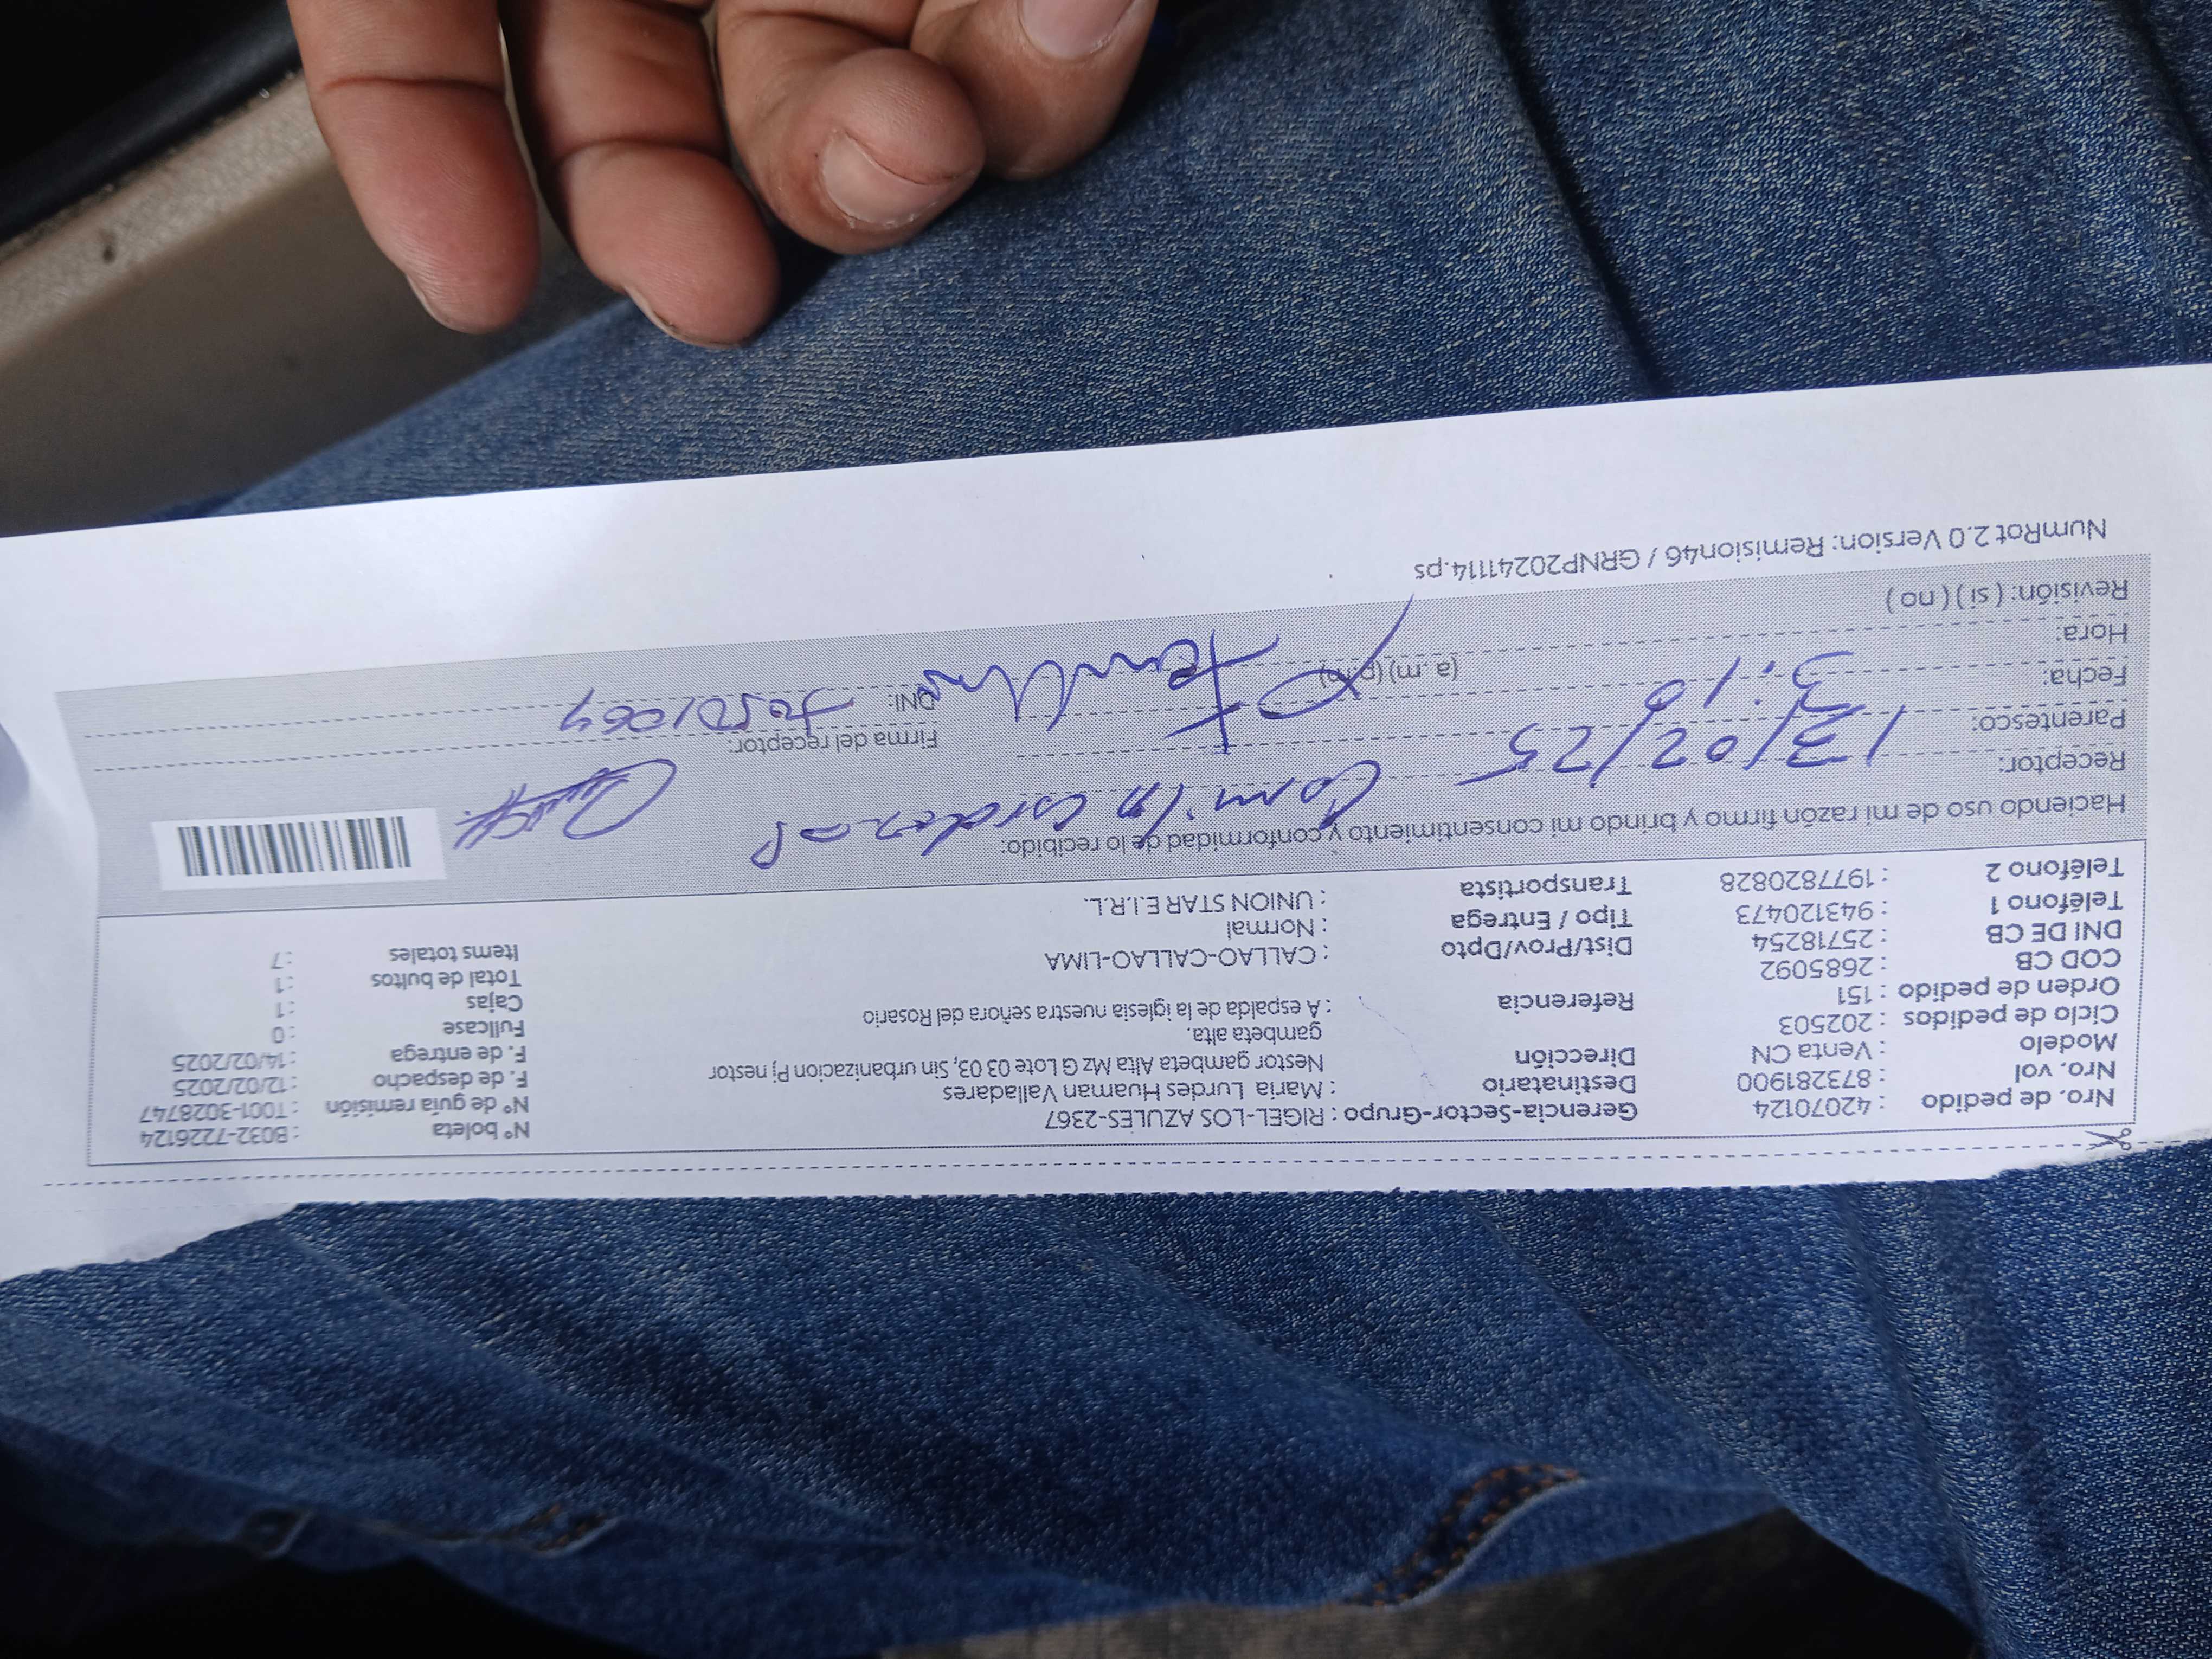 Nro. de pedido : 42070124 Gerencia-Sector-Grupo : RIGEL-LOS AZULES-2367 N° boleta : B032-7226124
Nro. vol : 873281900 Destinatario : Maria Lurdes Huaman Valladares N° de guía remisión : T001-3028747
Modelo : Venta CN Dirección Nestor gambeta Alta Mz G Lote 03 03, Sin urbanizacion Pj nestor F. de despacho : 12/02/2025
gambeta alta. F. de entrega : 14/02/2025
Ciclo de pedidos : 202503 Referencia : A espalda de la iglesia nuestra señora del Rosario Fullcase : 0
Orden de pedido : 151 Cajas : 1
COD CB : 2685092 Dist/Prov/Dpto : CALLAO-CALLAO-LIMA Total de bultos : 1
DNI DE CB : 25718254 Tipo / Entrega : Normal Items totales : 7
Teléfono 1 : 943120473 Transportista : UNION STAR E.I.R.L.
Teléfono 2 : 1977820828
Haciendo uso de mi razón firmo y brindo mi consentimiento y conformidad de lo recibido:
Receptor:
Parentesco: Firma del receptor:
Fecha: 13/02/25 DNI:
Hora: 3:10 (a. m) (p.m)
Revisión: ( si ) ( no )
NumRot 2.0 Version: Remision46 / GRNP20241114.ps